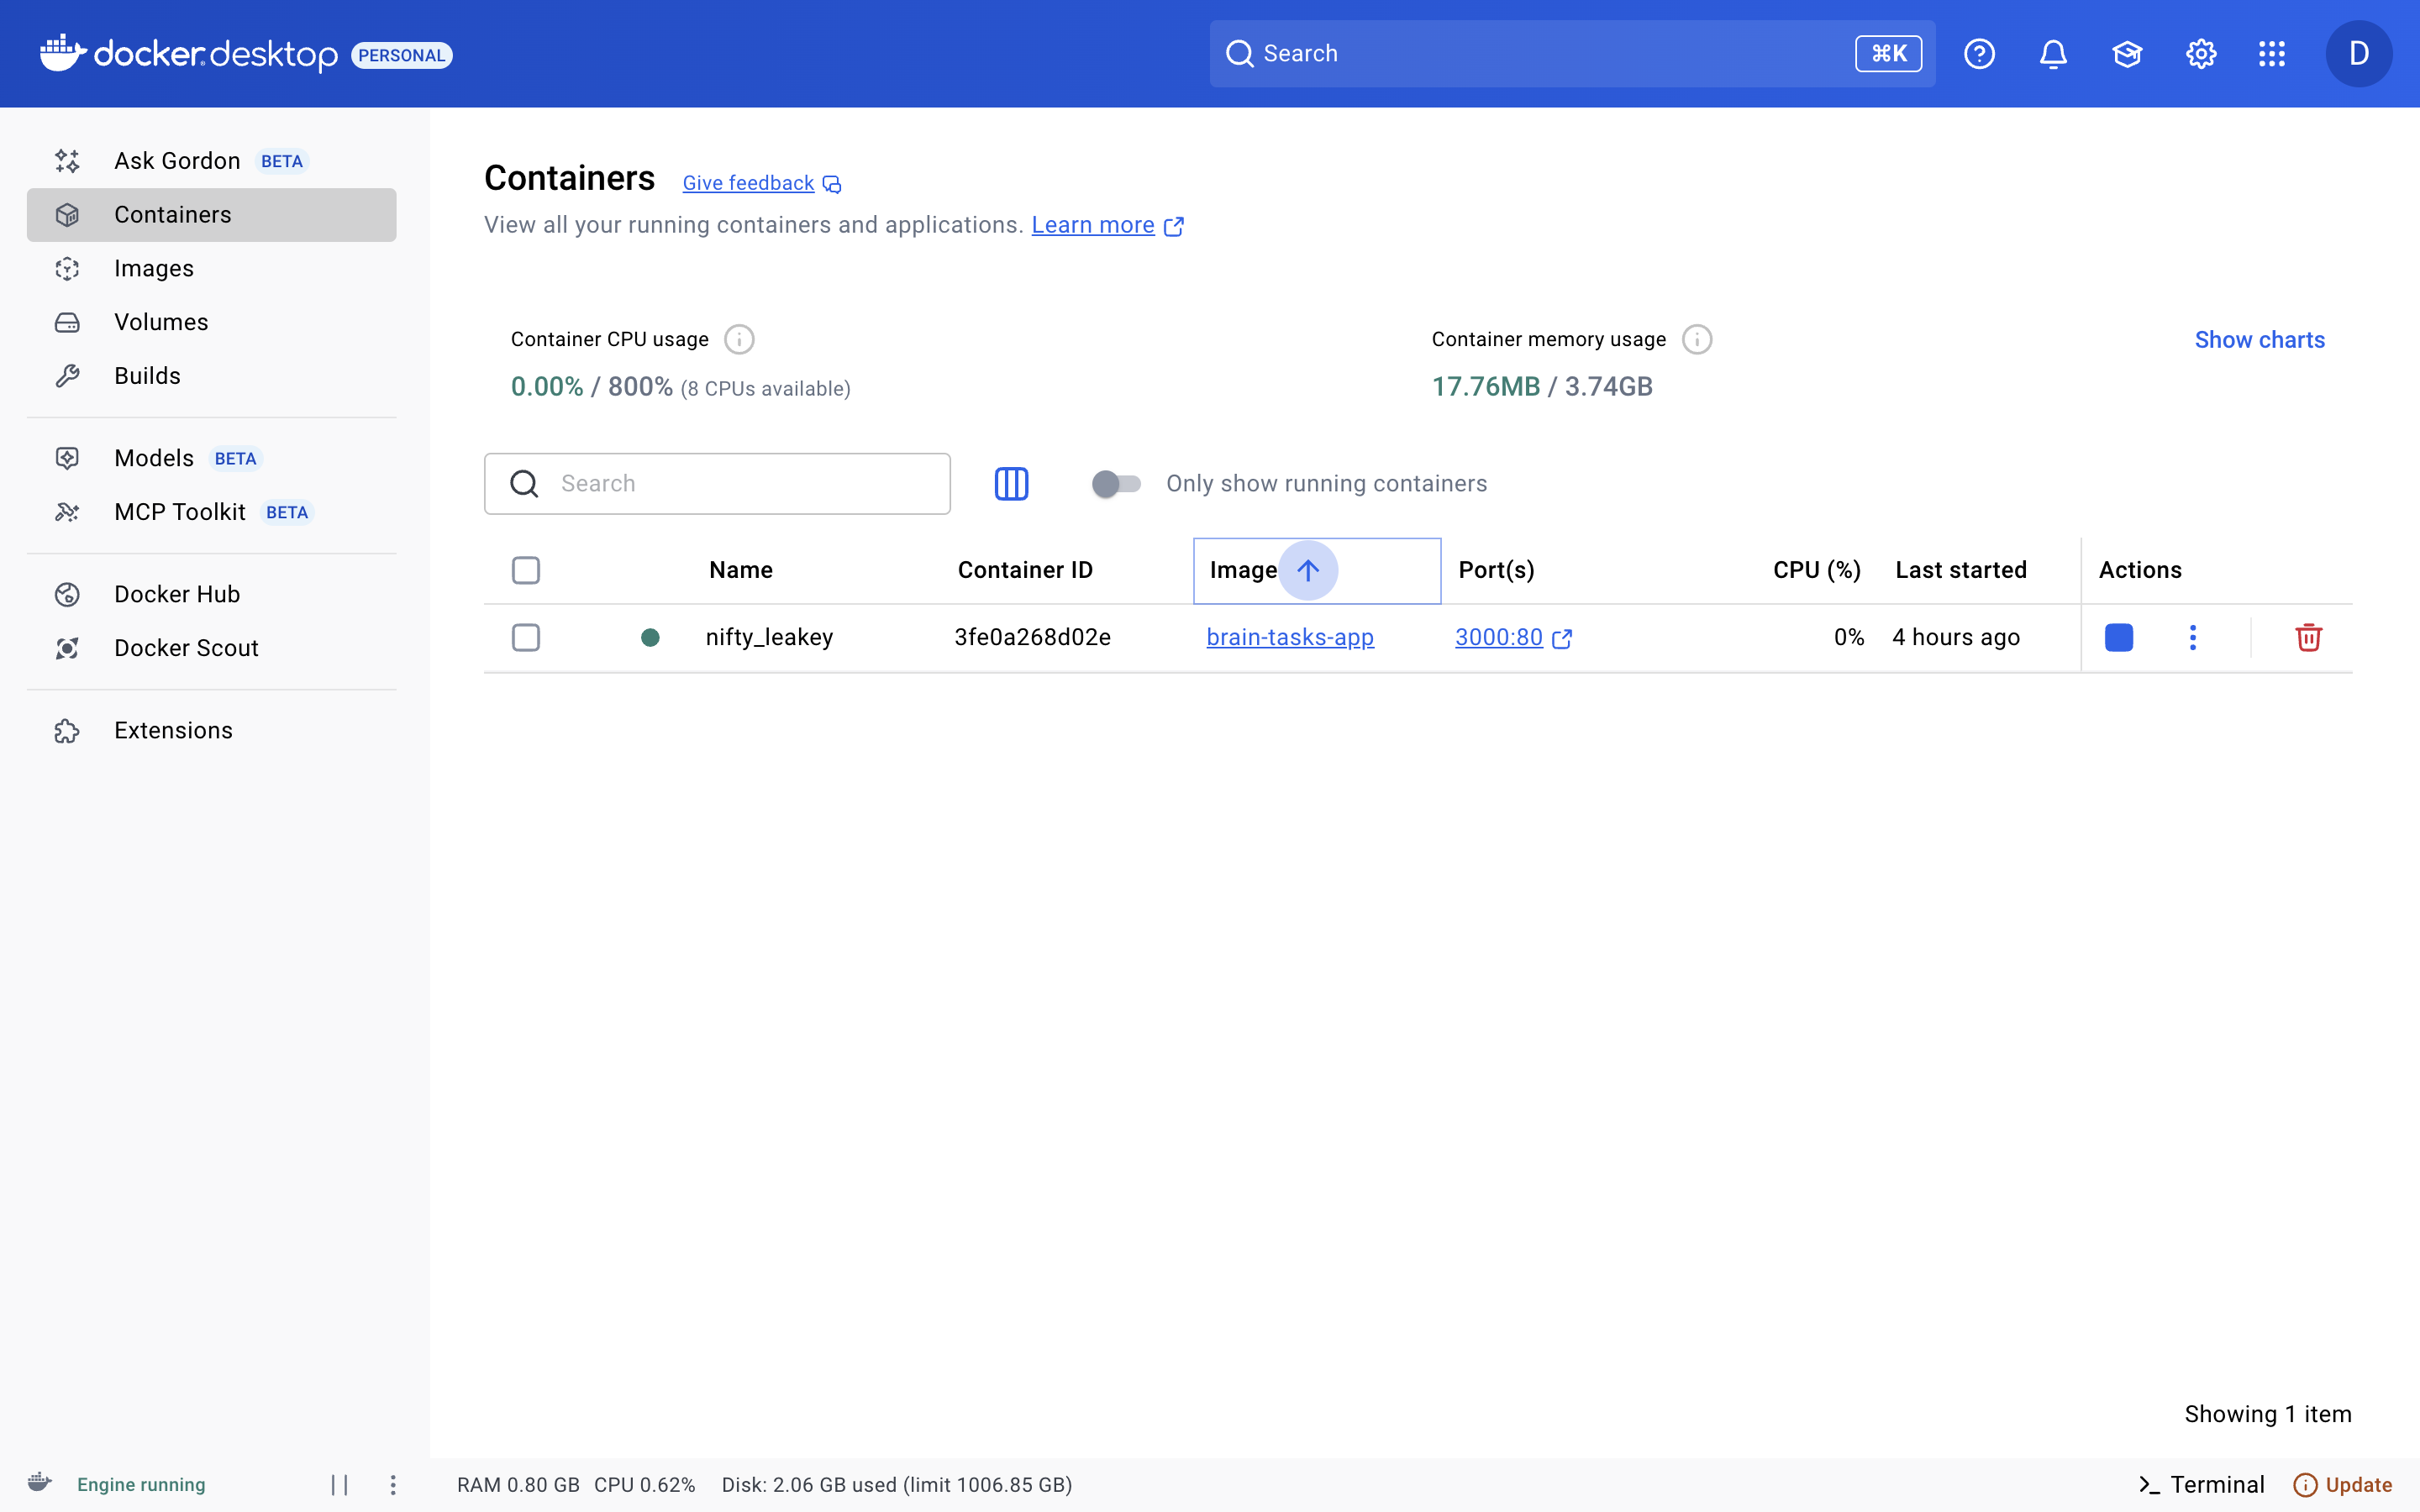 docker.desktop PERSONAL
Search ⌘K
D
Ask Gordon BETA
Containers
Images
Volumes
Builds
Models BETA
MCP Toolkit BETA
Docker Hub
Docker Scout
Extensions
Containers Give feedback
View all your running containers and applications. Learn more
Container CPU usage
0.00% / 800% (8 CPUs available)
Container memory usage
17.76MB / 3.74GB
Show charts
Search
Only show running containers
Name Container ID Image Port(s) CPU (%) Last started Actions
nifty_leakey 3fe0a268d02e brain-tasks-app 3000:80 0% 4 hours ago
Showing 1 item
Engine running
RAM 0.80 GB CPU 0.62% Disk: 2.06 GB used (limit 1006.85 GB)
Terminal
Update